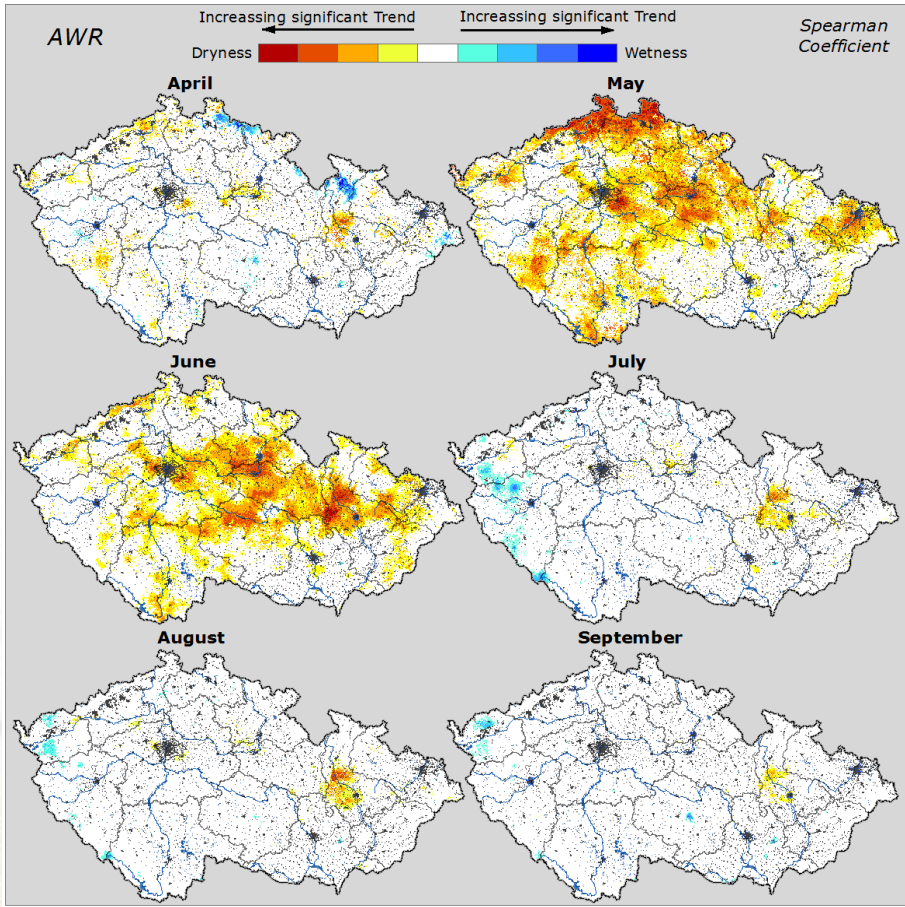 AWR
Increassing significant Trend
Increassing significant Trend
Spearman
Coefficient
Dryness
Wetness
April
May
June
July
August
September